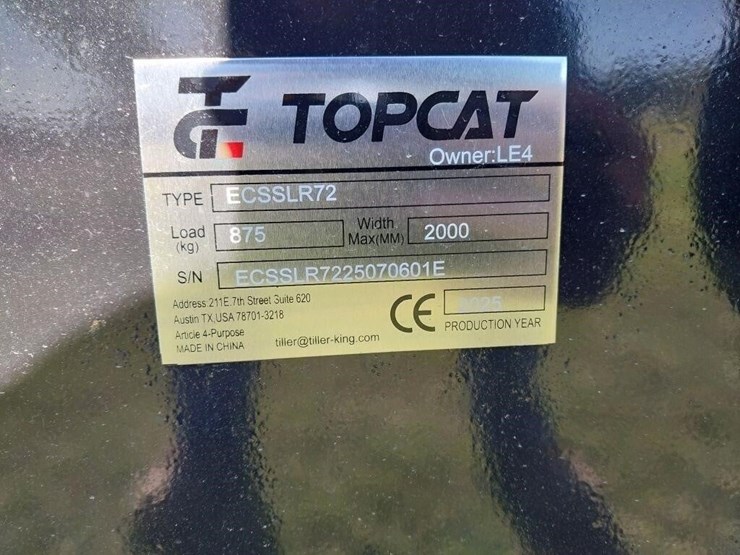 TOPCAT
Owner:LE4
TYPE ECSSLR72
Load (kg) 875 Width Max(MM) 2000
S/N ECSSLR7225070601E
Address:211E.7th Street Suite 620
Austin TX,USA 78701-3218
Article 4-Purpose
MADE IN CHINA
tiller@tiller-king.com
CE
2025
PRODUCTION YEAR